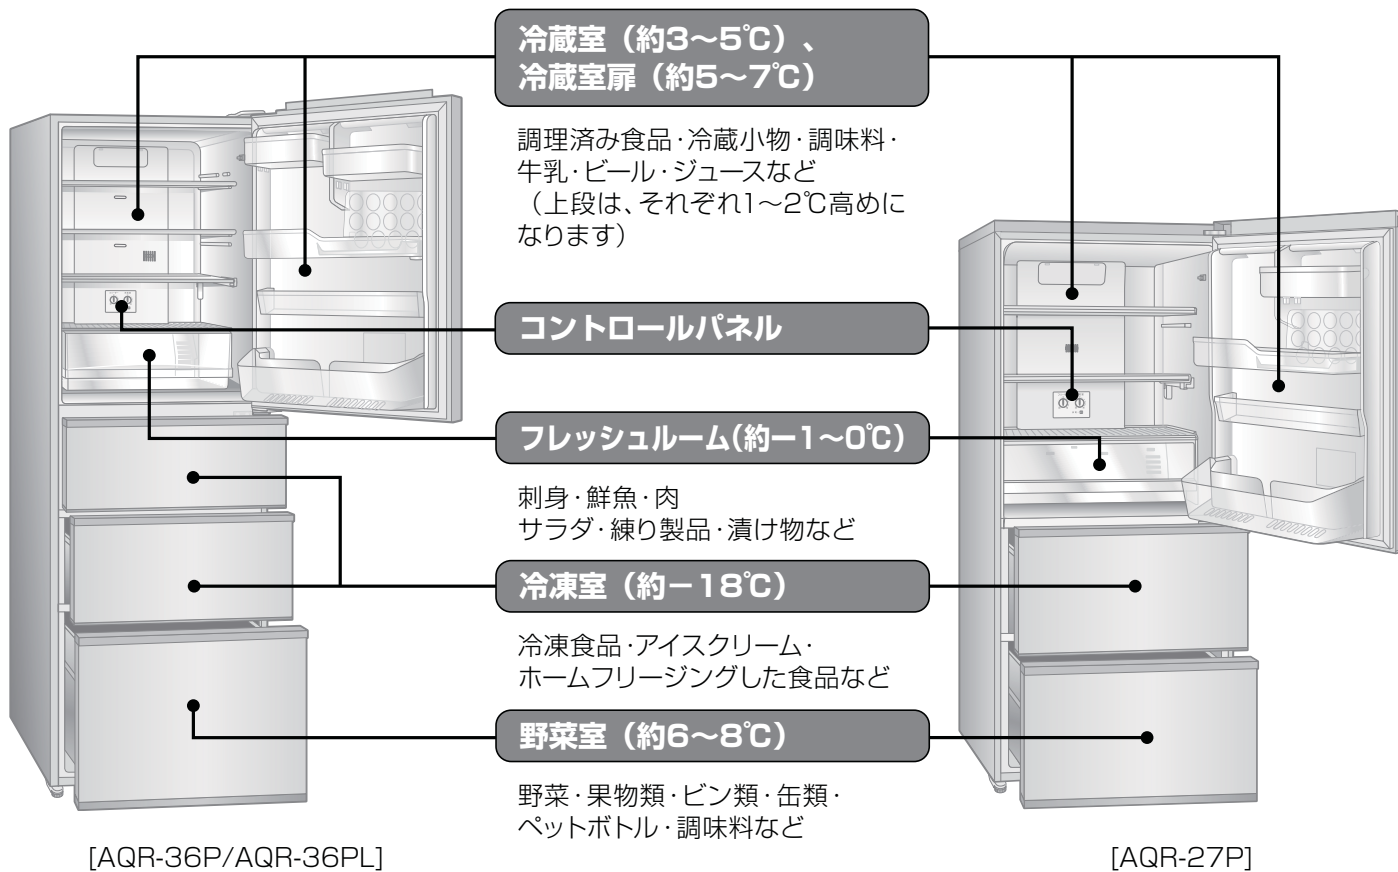 冷蔵室（約3～5℃）、
冷蔵室扉（約5～7℃）
調理済み食品･冷蔵小物･調味料･
牛乳･ビール･ジュースなど
（上段は、それぞれ1～2℃高めに
なります）
コントロールパネル
フレッシュルーム(約ー1～0℃)
刺身･鮮魚･肉
サラダ･練り製品･漬け物など
冷凍室（約－18℃）
冷凍食品･アイスクリーム･
ホームフリージングした食品など
野菜室（約6～8℃）
野菜･果物類･ビン類･缶類･
ペットボトル･調味料など
[AQR-36P/AQR-36PL]
[AQR-27P]